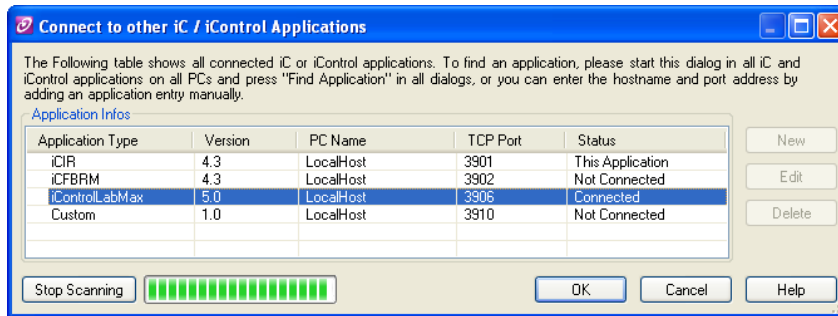 Connect to other iC / iControl Applications
The Following table shows all connected iC or iControl applications. To find an application, please start this dialog in all iC and
iControl applications on all PCs and press "Find Application" in all dialogs, or you can enter the hostname and port address by
adding an application entry manually.
Application Infos
Application Type Version PC Name TCP Port Status
iCIR 4.3 LocalHost 3901 This Application
iCFBRM 4.3 LocalHost 3902 Not Connected
iControlLabMax 5.0 LocalHost 3906 Connected
Custom 1.0 LocalHost 3910 Not Connected
New
Edit
Delete
Stop Scanning OK Cancel Help